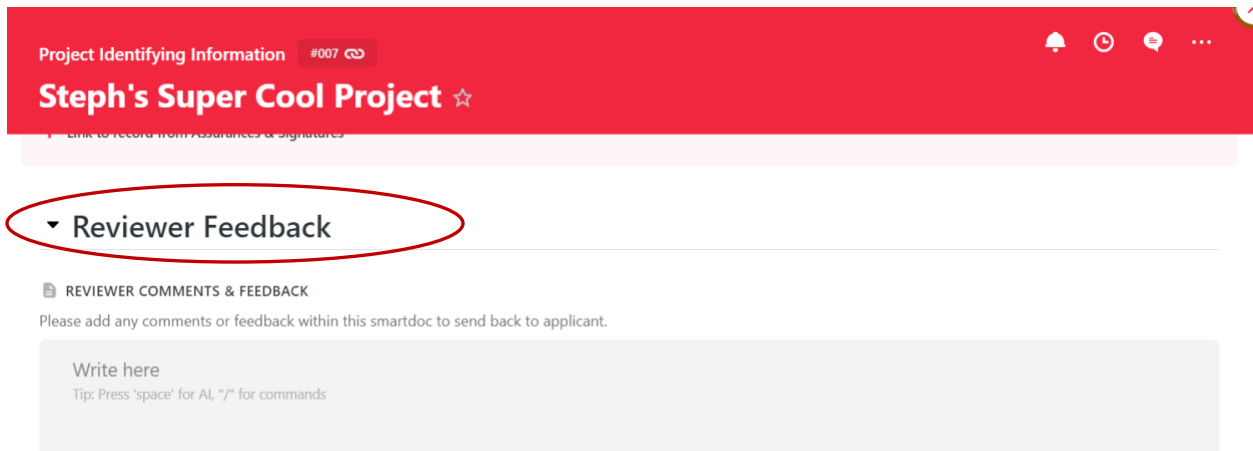 Project Identifying Information #007
Steph's Super Cool Project
Link to record from Assurances & Signatures
Reviewer Feedback
REVIEWER COMMENTS & FEEDBACK
Please add any comments or feedback within this smartdoc to send back to applicant.
Write here
Tip: Press 'space' for AI, "/" for commands